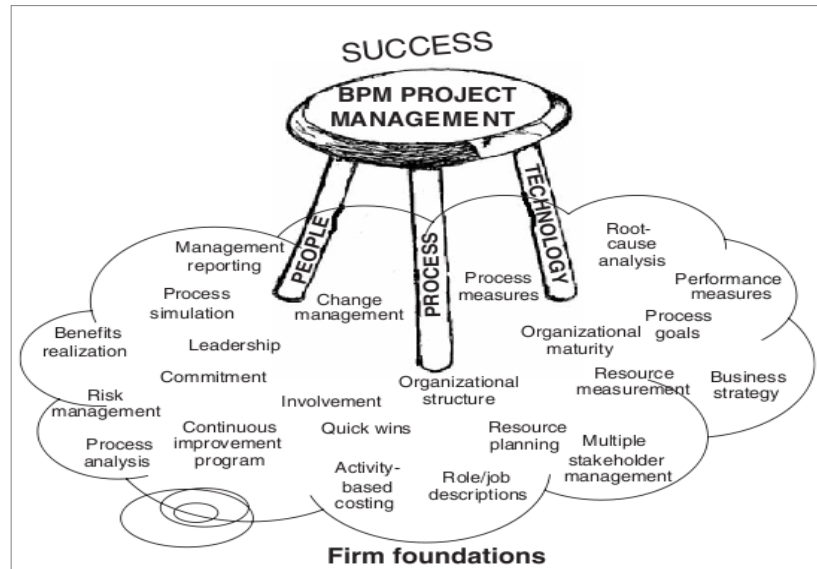 SUCCESS
BPM PROJECT
MANAGEMENT
PEOPLE
PROCESS
TECHNOLOGY
Management
reporting
Root-
cause
analysis
Process
simulation
Change
management
Process
measures
Performance
measures
Benefits
realization
Leadership
Organizational
maturity
Process
goals
Commitment
Organizational
structure
Resource
measurement
Business
strategy
Risk
management
Involvement
Process
analysis
Continuous
improvement
program
Quick wins
Resource
planning
Multiple
stakeholder
management
Activity-
based
costing
Role/job
descriptions
Firm foundations